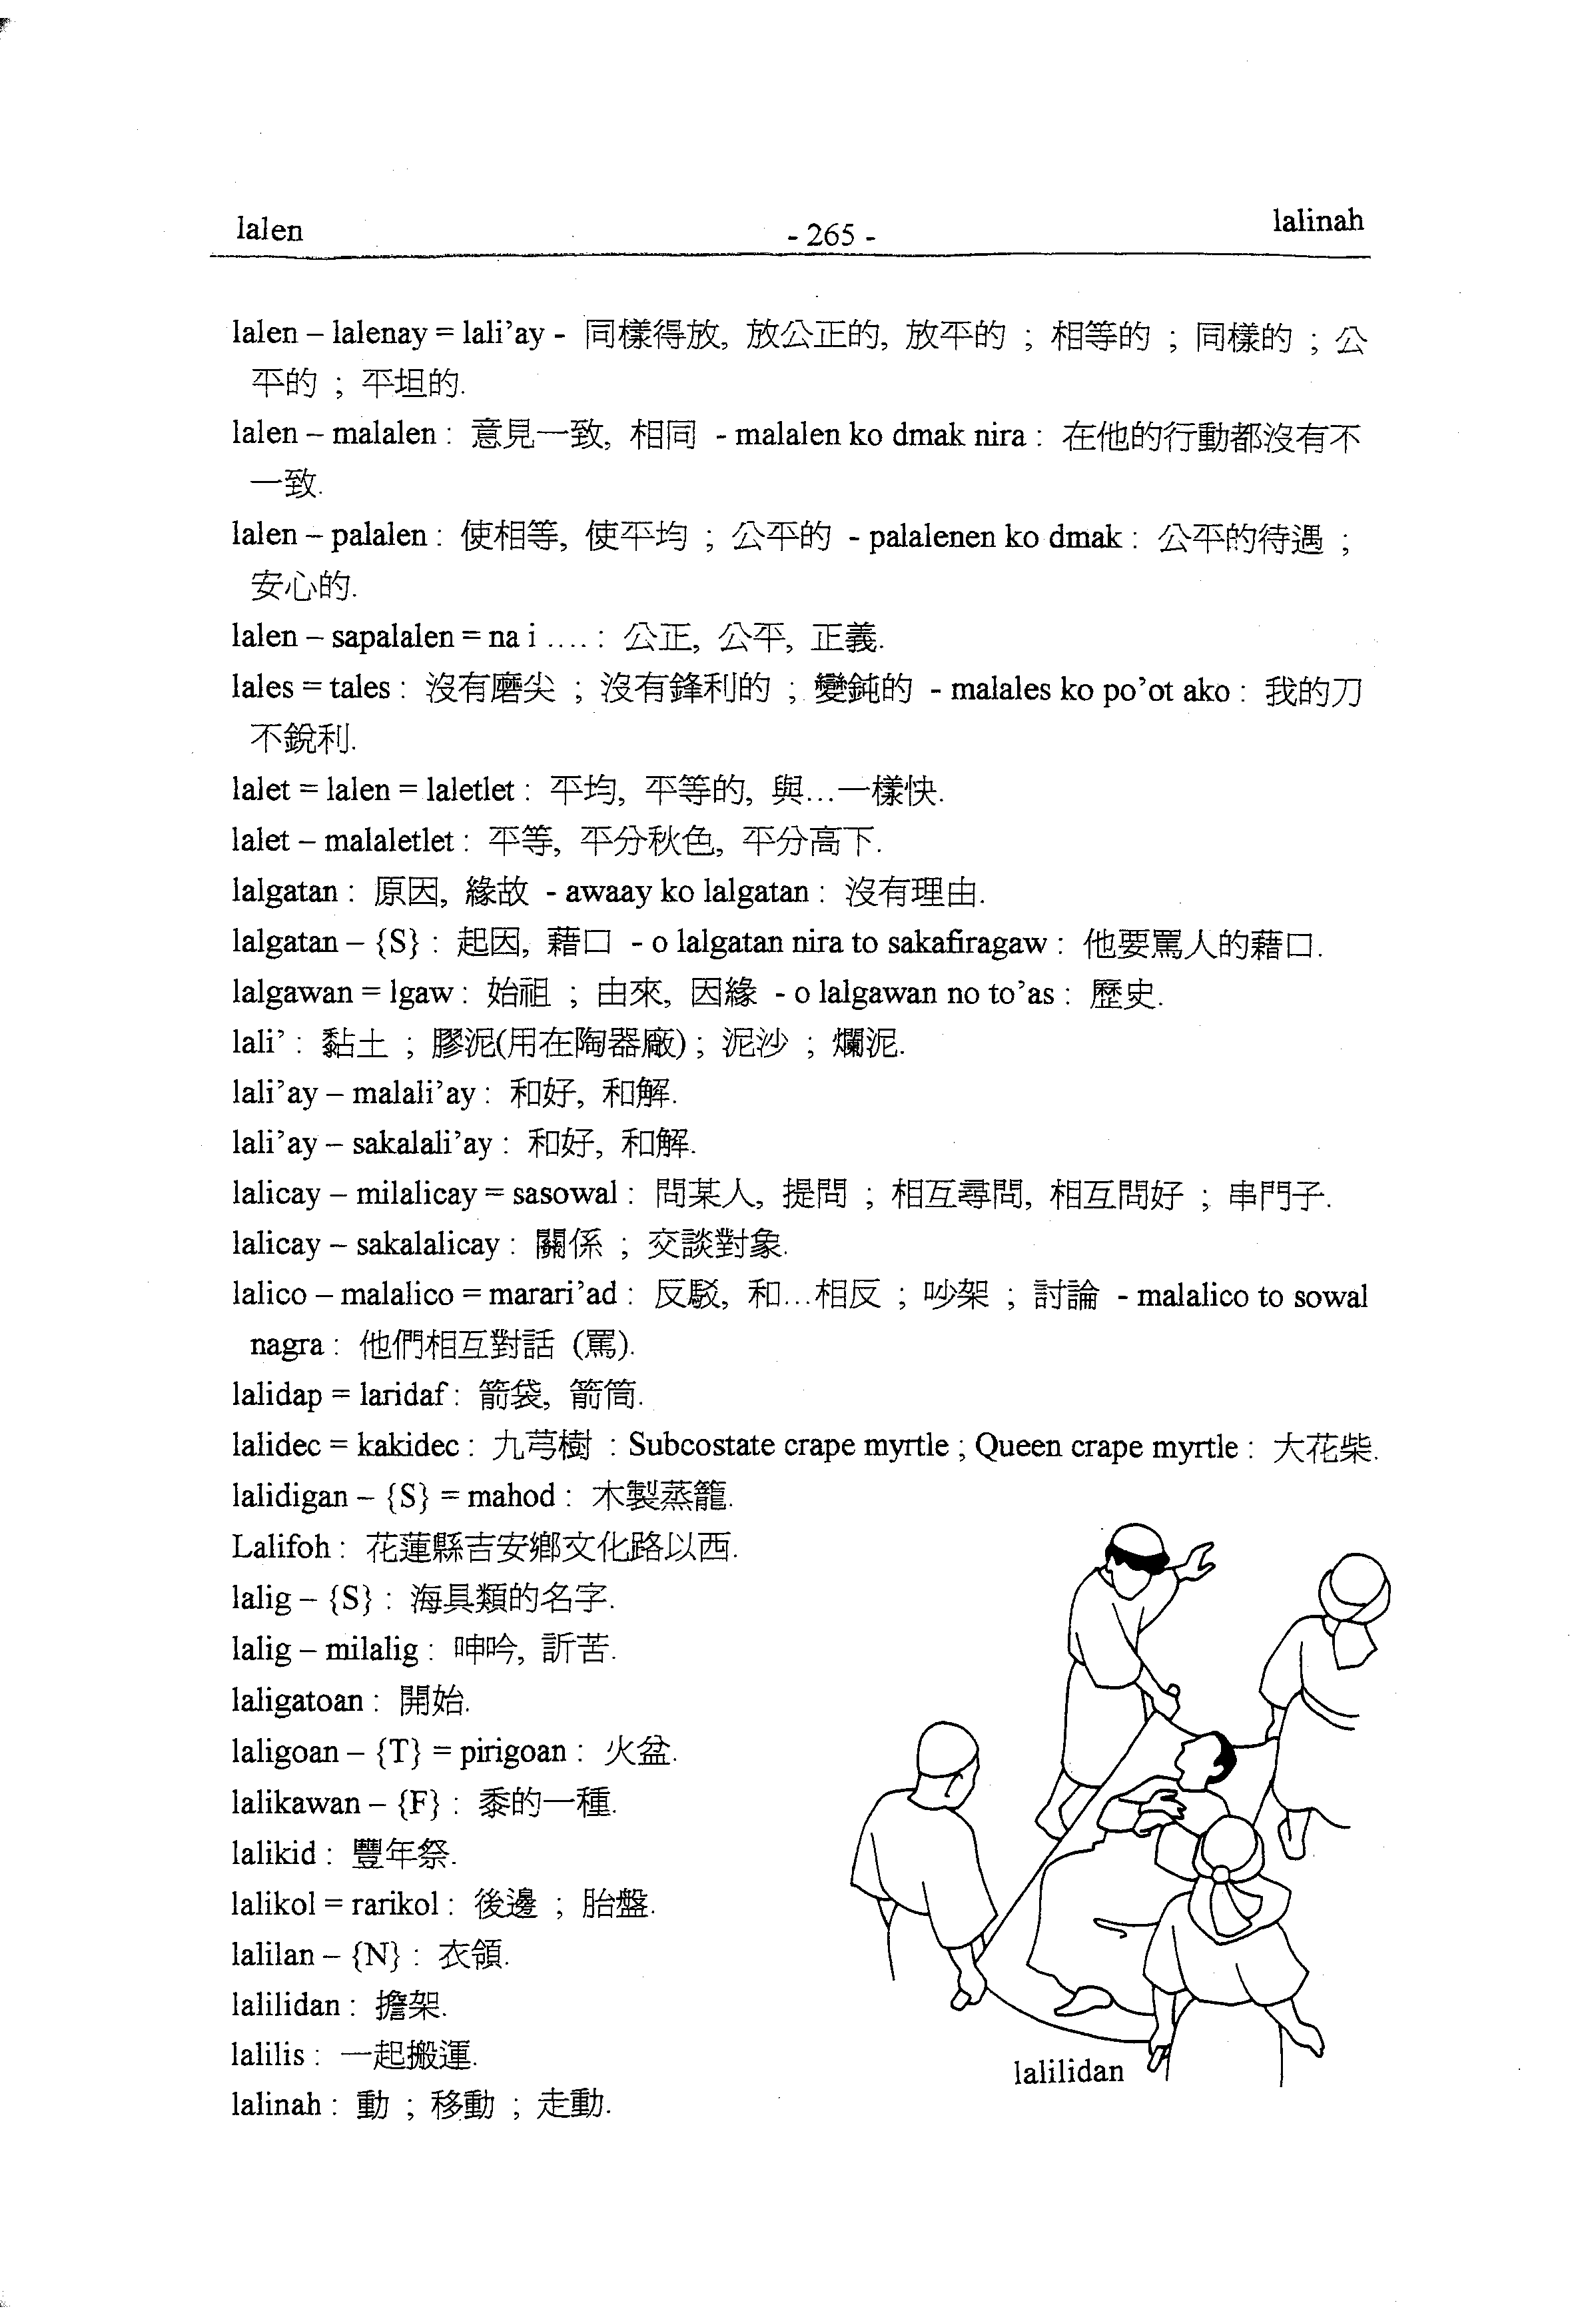 lalen - 265 - lalinah
lalen – lalenay = lali’ay - 同樣得放, 放公正的, 放平的 ; 相等的 ; 同樣的 ; 公
平的 ; 平坦的.
lalen – malalen : 意見一致, 相同 - malalen ko dmak nira : 在他的行動都沒有不
一致.
lalen – palalen : 使相等, 使平均 ; 公平的 - palalenen ko dmak : 公平的待遇 ;
安心的.
lalen – sapalalen = na i .... : 公正, 公平, 正義.
lales = tales : 沒有磨尖 ; 沒有鋒利的 ; 變鈍的 - malales ko po’ot ako : 我的刀
不銳利.
lalet = lalen = laletlet : 平均, 平等的, 與...一樣快.
lalet – malaletlet : 平等, 平分秋色, 平分高下.
lalgatan : 原因, 緣故 - awaay ko lalgatan : 沒有理由.
lalgatan – {S} : 起因, 藉口 - o lalgatan nira to sakafiragaw : 他要罵人的藉口.
lalgawan = lgaw : 始祖 ; 由來, 因緣 - o lalgawan no to’as : 歷史.
lali’ : 黏土 ; 膠泥(用在陶器廠) ; 泥沙 ; 爛泥.
lali’ay – malali’ay : 和好, 和解.
lali’ay – sakalali’ay : 和好, 和解.
lalicay – milalicay = sasowal : 問某人, 提問 ; 相互尋問, 相互問好 ; 串門子.
lalicay – sakalalicay : 關係 ; 交談對象.
lalico – malalico = marari’ad : 反駁, 和...相反 ; 吵架 ; 討論 - malalico to sowal
nagra : 他們相互對話 (罵).
lalidap = laridaf : 箭袋, 箭筒.
lalidec = kakidec : 九芎樹 : Subcostate crape myrtle ; Queen crape myrtle : 大花柴.
lalidigan – {S} = mahod : 木製蒸籠.
Lalifoh : 花蓮縣吉安鄉文化路以西.
lalig – {S} : 海具類的名字.
lalig – milalig : 呻吟, 訢苦.
laligatoan : 開始.
laligoan – {T} = pirigoan : 火盆.
lalikawan – {F} : 黍的一種.
lalikid : 豐年祭.
lalikol = rarikol : 後邊 ; 胎盤.
lalilan – {N} : 衣領.
lalilidan : 擔架.
lalilis : 一起搬運.
lalinah : 動 ; 移動 ; 走動.
lalilidan